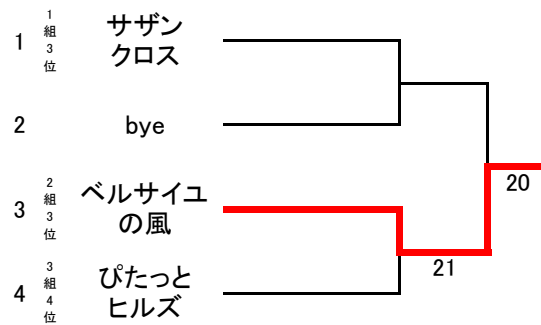 1
1組3位
サザン
クロス
2
bye
3
2組3位
ベルサイユ
の風
4
3組4位
ぴたっと
ヒルズ
21
20